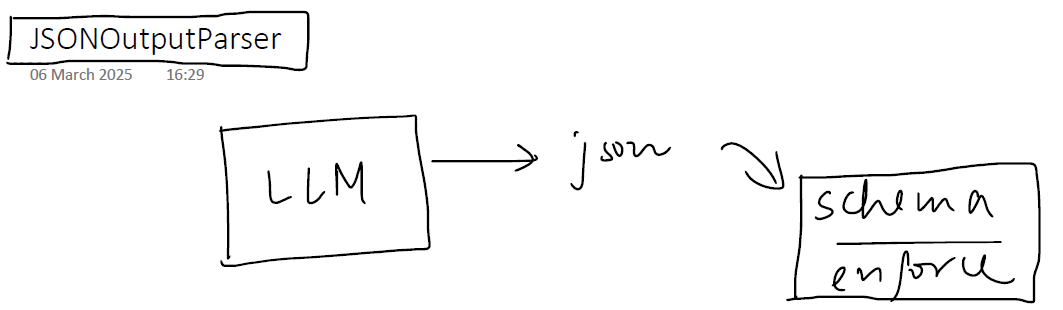 JSONOutputParser
06 March 2025 16:29
LLM
json
schema
enforce